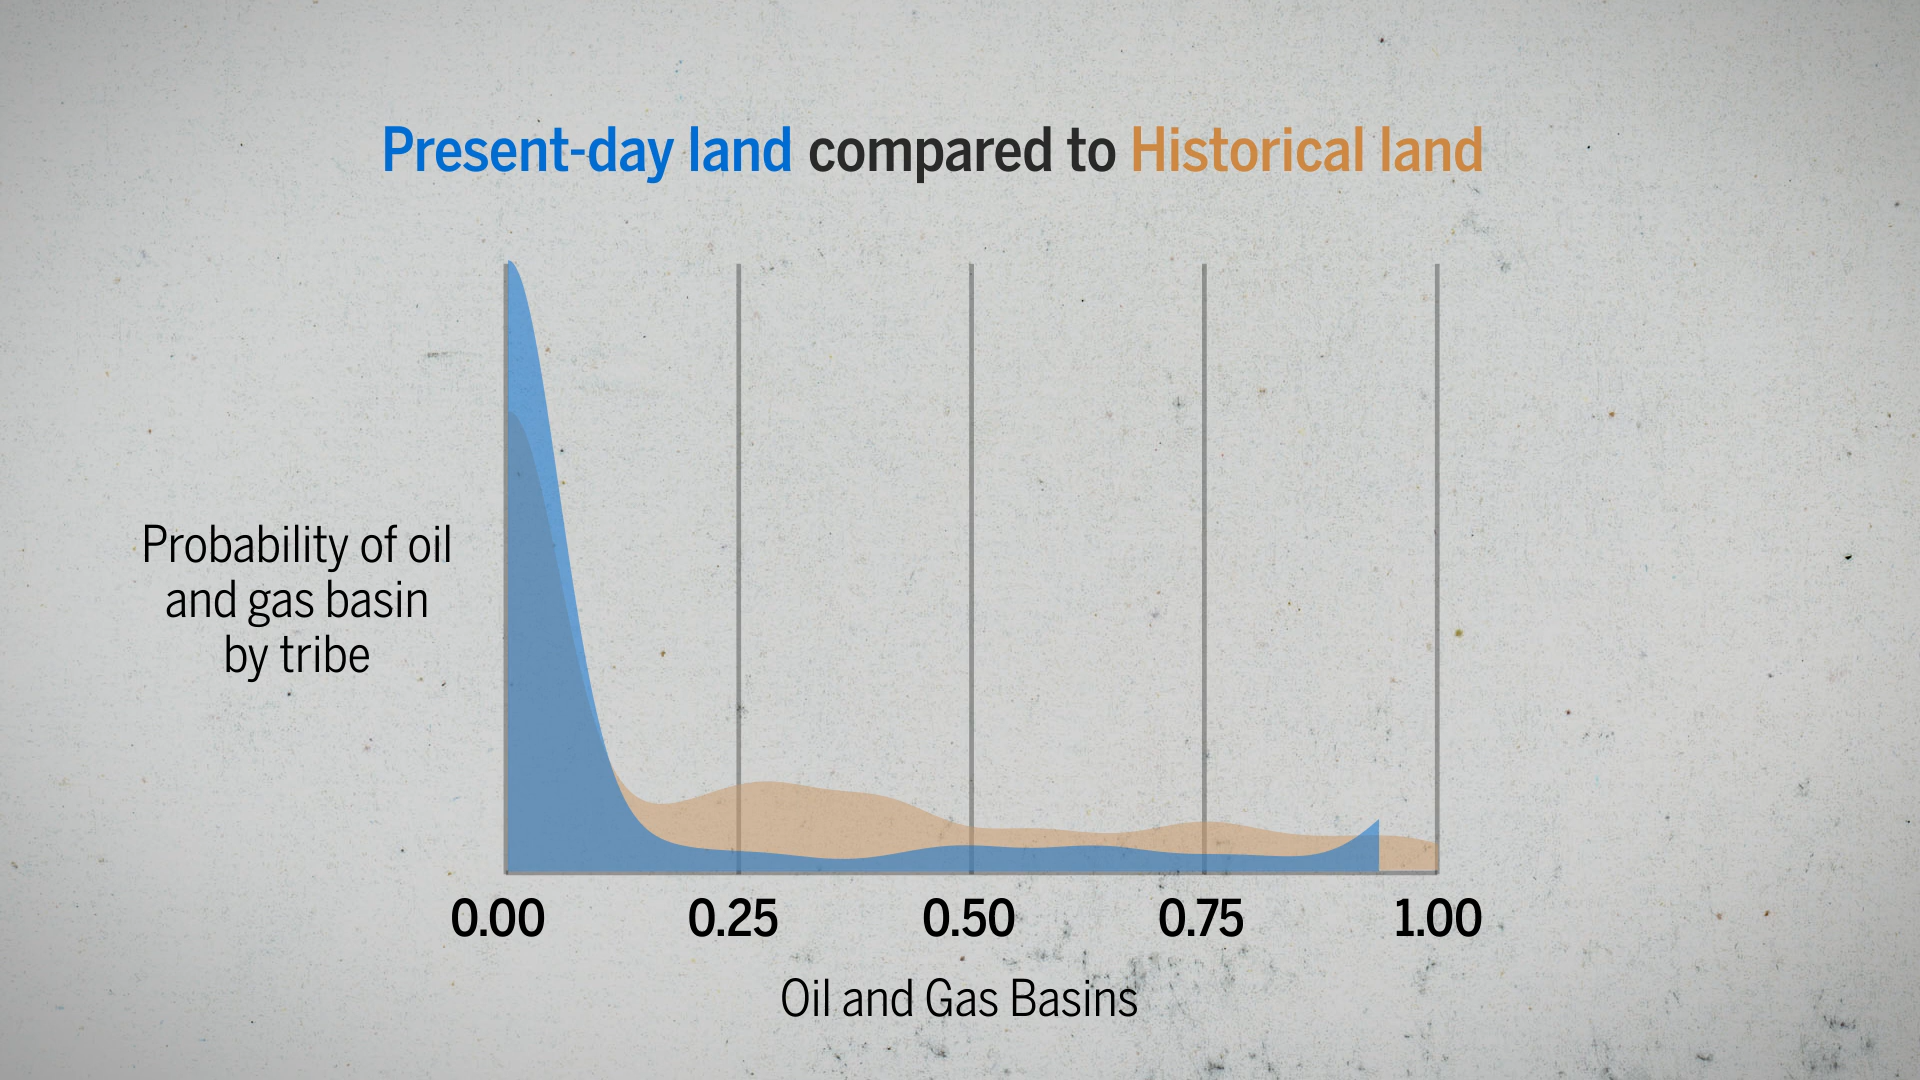 Present-day land compared to Historical land
Probability of oil
and gas basin
by tribe
0.00 0.25 0.50 0.75 1.00
Oil and Gas Basins